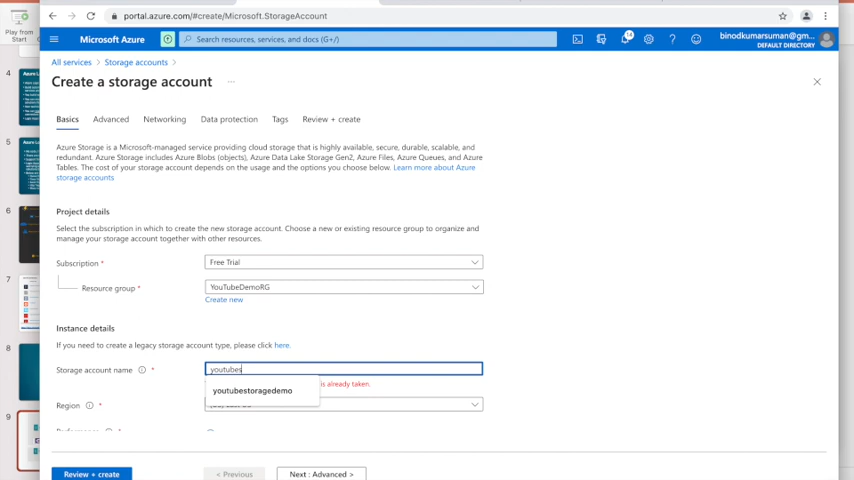 portal.azure.com/#create/Microsoft.StorageAccount
Play from
Start
Microsoft Azure
Search resources, services, and docs (G+/)
binodkumarsuman@gm...
DEFAULT DIRECTORY
All services > Storage accounts >
Create a storage account ...
Basics Advanced Networking Data protection Tags Review + create
Azure Storage is a Microsoft-managed service providing cloud storage that is highly available, secure, durable, scalable, and
redundant. Azure Storage includes Azure Blobs (objects), Azure Data Lake Storage Gen2, Azure Files, Azure Queues, and Azure
Tables. The cost of your storage account depends on the usage and the options you choose below. Learn more about Azure
storage accounts
Project details
Select the subscription in which to create the new storage account. Choose a new or existing resource group to organize and
manage your storage account together with other resources.
Subscription * Free Trial
Resource group * YouTubeDemoRG
Create new
Instance details
If you need to create a legacy storage account type, please click here.
Storage account name * youtubes
is already taken.
youtubestoragedemo
Region *
Review + create < Previous Next : Advanced >
4
5
6
7
8
9